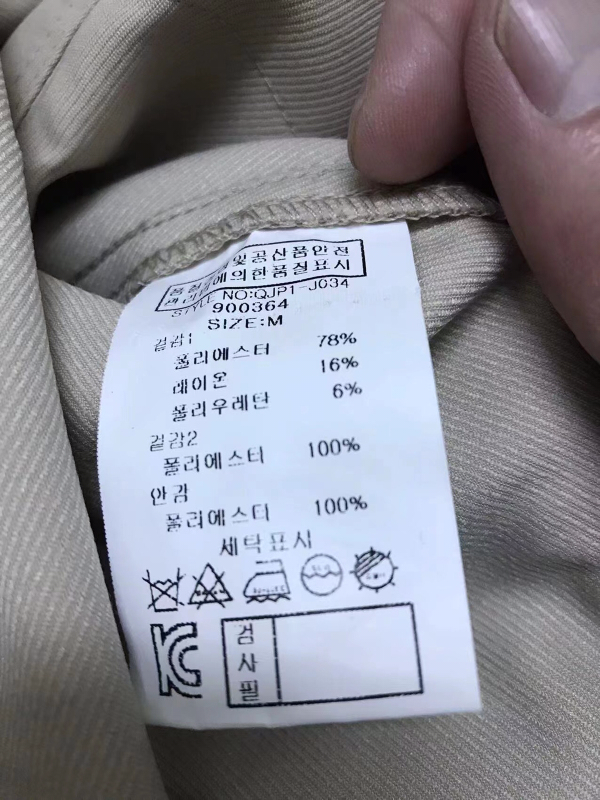 및공산품안전
에의한품질표시
STYLE NO:QJP1-J034
900364
SIZE:M
겉감1
폴리에스터 78%
레이온 16%
폴리우레탄 6%
겉감2
폴리에스터 100%
안감
폴리에스터 100%
세탁표시
검사필